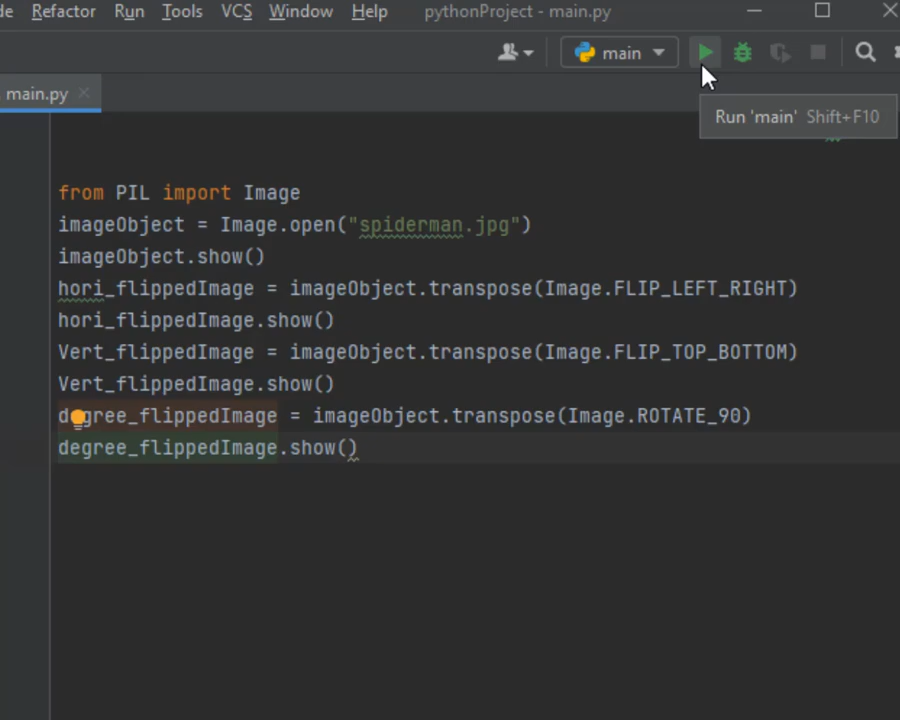 de Refactor Run Tools VCS Window Help pythonProject - main.py
main
main.py
Run 'main' Shift+F10
from PIL import Image
imageObject = Image.open("spiderman.jpg")
imageObject.show()
hori_flippedImage = imageObject.transpose(Image.FLIP_LEFT_RIGHT)
hori_flippedImage.show()
Vert_flippedImage = imageObject.transpose(Image.FLIP_TOP_BOTTOM)
Vert_flippedImage.show()
degree_flippedImage = imageObject.transpose(Image.ROTATE_90)
degree_flippedImage.show()